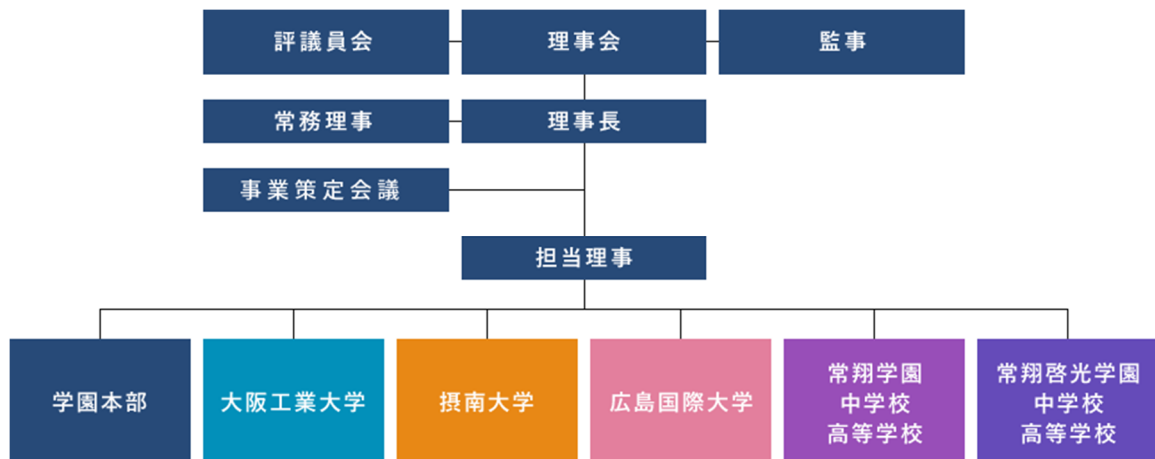 評議員会
理事会
監事
常務理事
理事長
事業策定会議
担当理事
学園本部
大阪工業大学
摂南大学
広島国際大学
常翔学園
中学校
高等学校
常翔啓光学園
中学校
高等学校